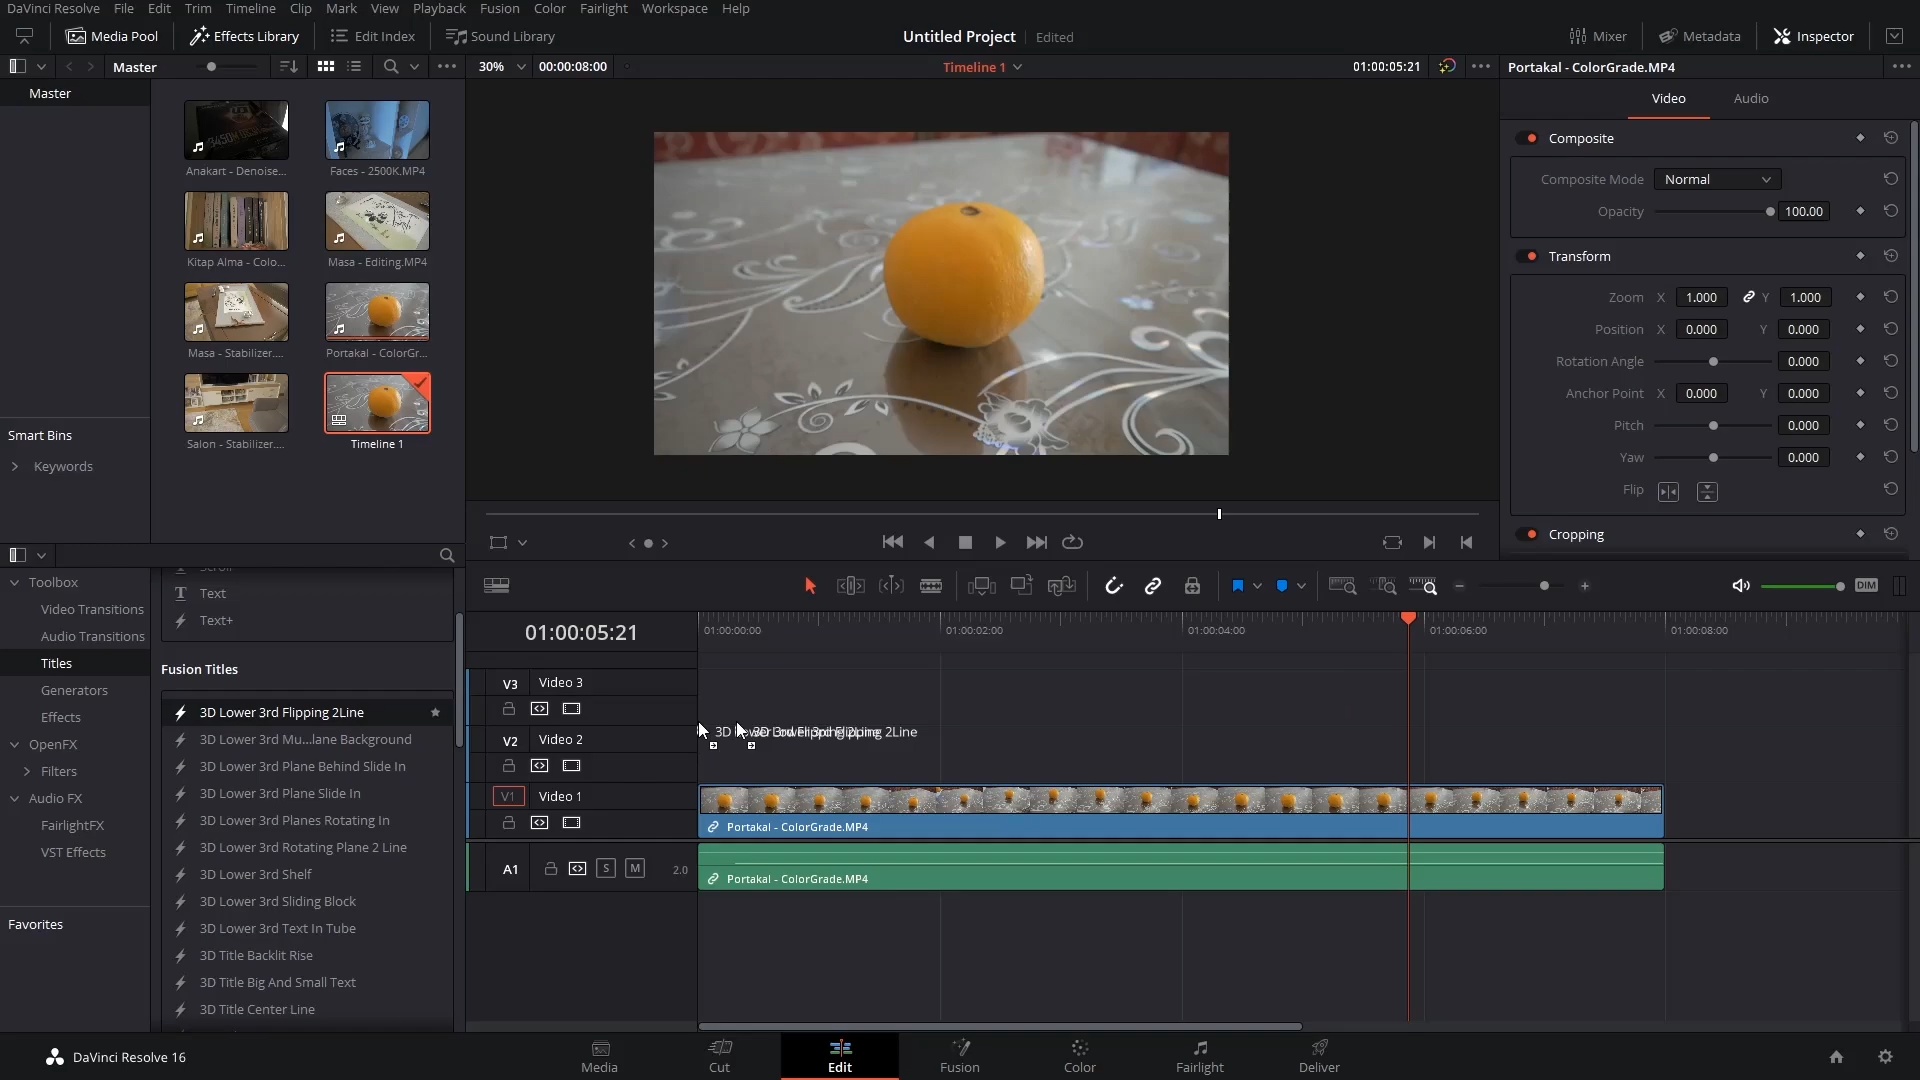 DaVinci Resolve File Edit Trim Timeline Clip Mark View Playback Fusion Color Fairlight Workspace Help
Media Pool Effects Library Edit Index Sound Library Untitled Project Edited Mixer Metadata Inspector
Master 30% 00:00:08:00 Timeline 1 01:00:05:21 Portakal - ColorGrade.MP4
Master
Anakart - Denoise... Faces - 2500K.MP4
Kitap Alma - Colo... Masa - Editing.MP4
Masa - Stabilizer.... Portakal - ColorGr...
Salon - Stabilizer.... Timeline 1
Smart Bins
Keywords
Video Audio
Composite
Composite Mode Normal
Opacity 100.00
Transform
Zoom X 1.000 Y 1.000
Position X 0.000 Y 0.000
Rotation Angle 0.000
Anchor Point X 0.000 Y 0.000
Pitch 0.000
Yaw 0.000
Flip
Cropping
Toolbox
Video Transitions
Audio Transitions
Titles
Generators
Effects
OpenFX
Filters
Audio FX
FairlightFX
VST Effects
Favorites
Text
Text+
Fusion Titles
3D Lower 3rd Flipping 2Line
3D Lower 3rd Mu...lane Background
3D Lower 3rd Plane Behind Slide In
3D Lower 3rd Plane Slide In
3D Lower 3rd Planes Rotating In
3D Lower 3rd Rotating Plane 2 Line
3D Lower 3rd Shelf
3D Lower 3rd Sliding Block
3D Lower 3rd Text In Tube
3D Title Backlit Rise
3D Title Big And Small Text
3D Title Center Line
DIM
01:00:05:21 01:00:00:00 01:00:02:00 01:00:04:00 01:00:06:00 01:00:08:00
V3 Video 3
V2 Video 2
3D Lower 3rd Flipping 2Line
V1 Video 1
Portakal - ColorGrade.MP4
A1 S M 2.0
Portakal - ColorGrade.MP4
DaVinci Resolve 16 Media Cut Edit Fusion Color Fairlight Deliver